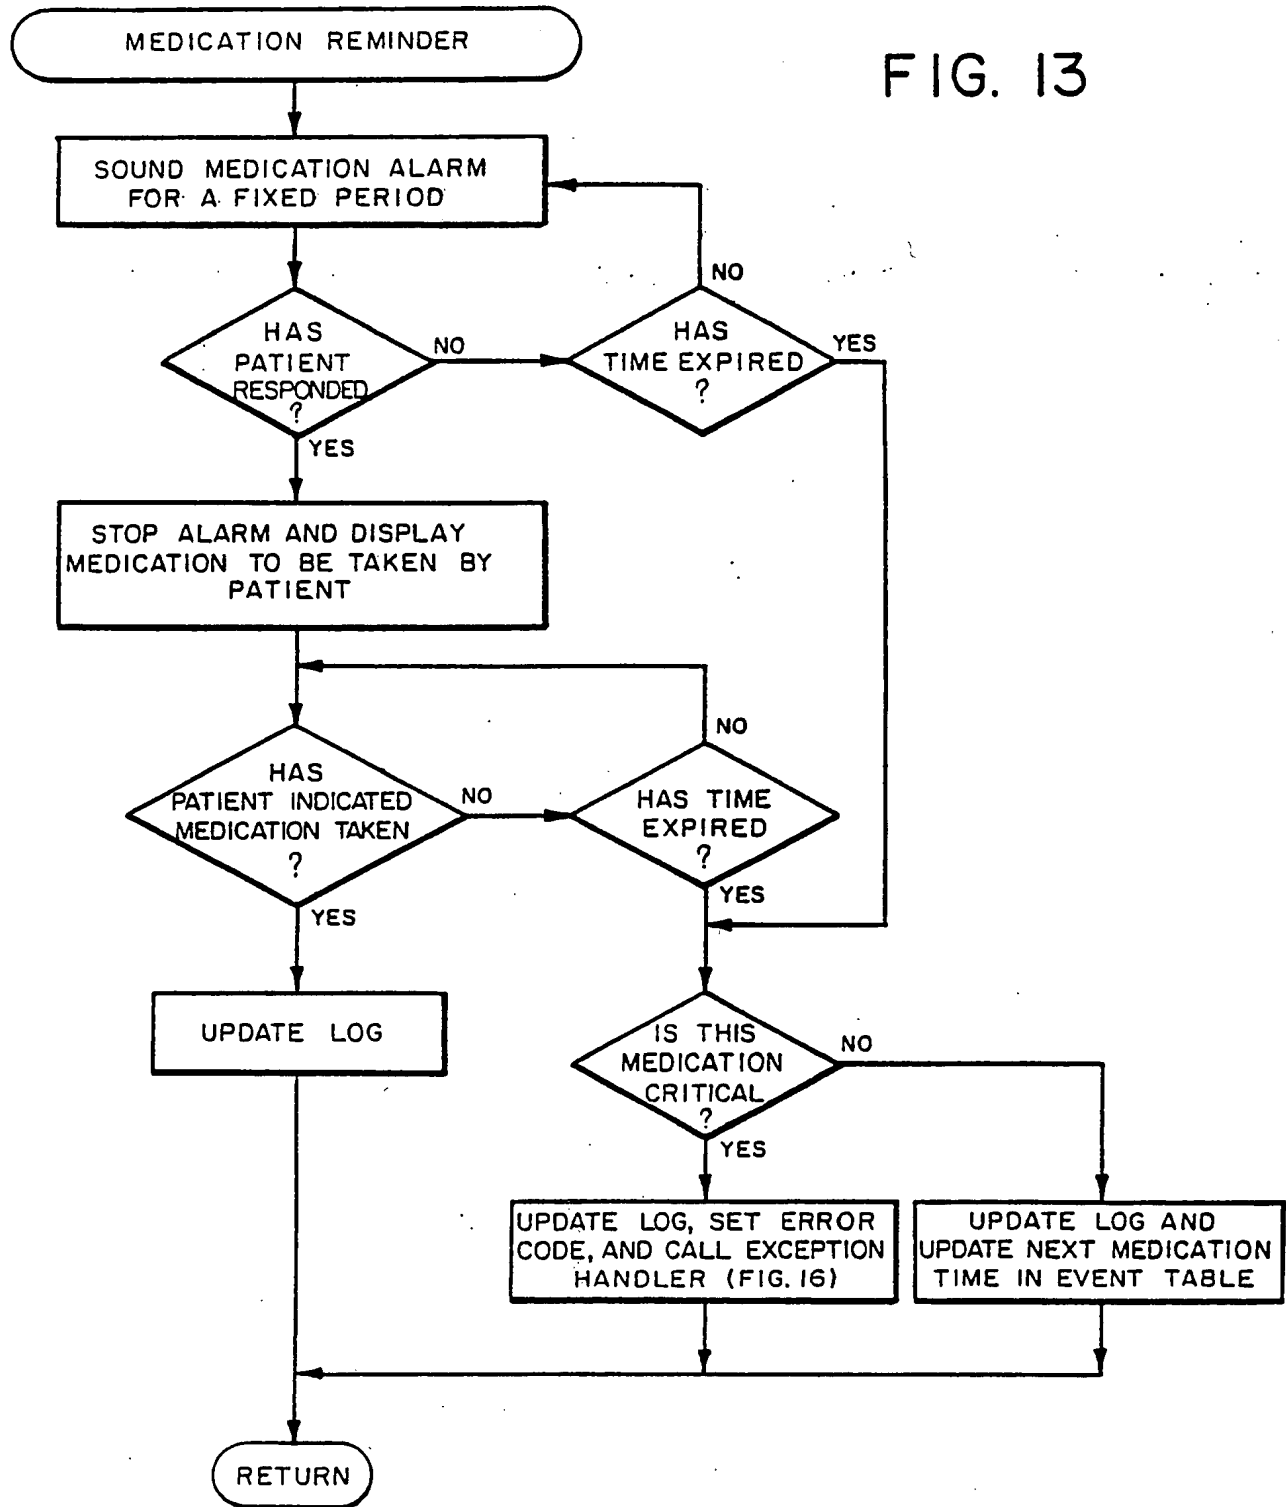 MEDICATION REMINDER
FIG. 13
SOUND MEDICATION ALARM
FOR A FIXED PERIOD
NO
HAS
PATIENT
RESPONDED
?
NO
HAS
TIME EXPIRED
?
YES
YES
STOP ALARM AND DISPLAY
MEDICATION TO BE TAKEN BY
PATIENT
NO
HAS
PATIENT INDICATED
MEDICATION TAKEN
?
NO
HAS TIME
EXPIRED
?
YES
YES
UPDATE LOG
IS THIS
MEDICATION
CRITICAL
?
NO
YES
UPDATE LOG, SET ERROR
CODE, AND CALL EXCEPTION
HANDLER (FIG. 16)
UPDATE LOG AND
UPDATE NEXT MEDICATION
TIME IN EVENT TABLE
RETURN